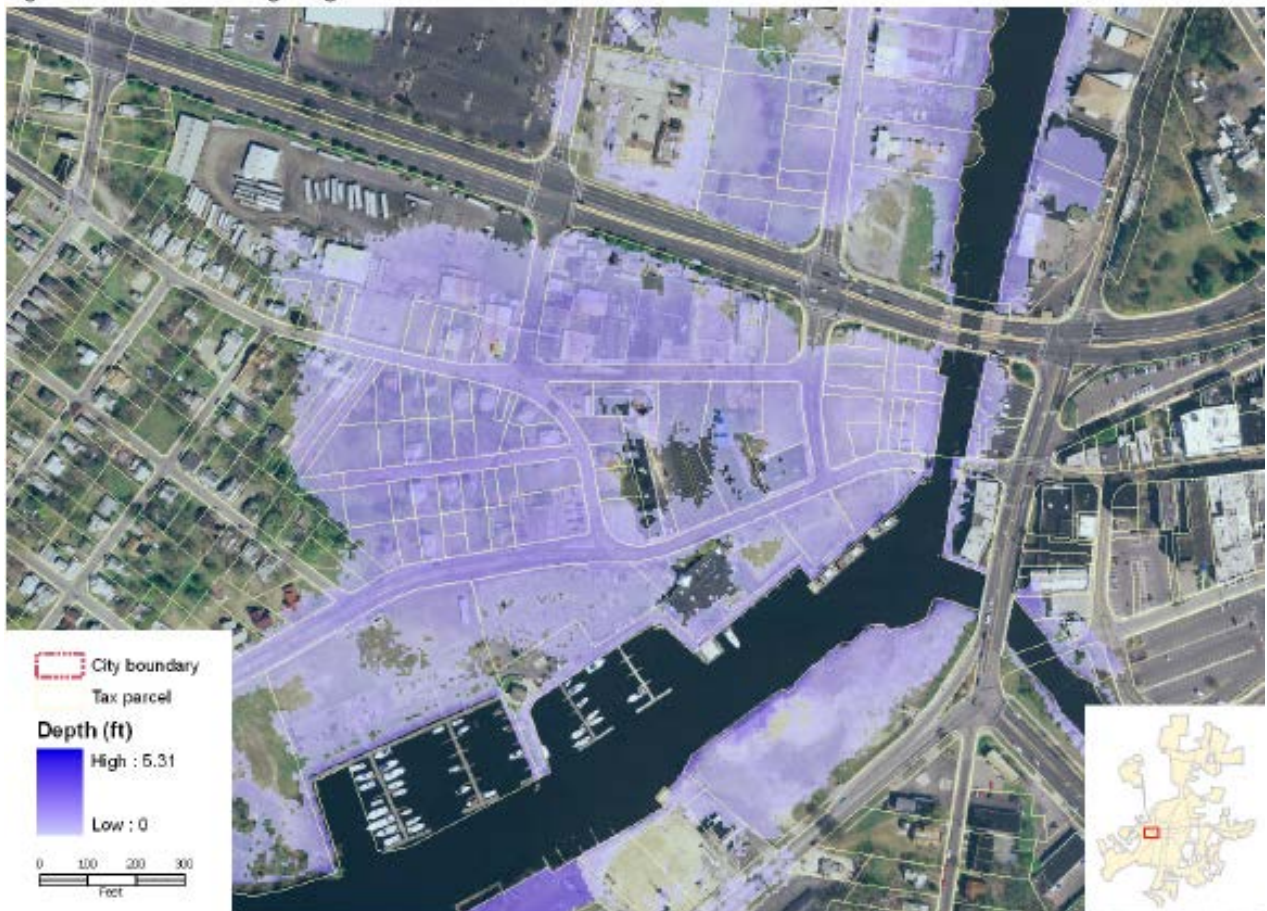 City boundary
Tax parcel
Depth (ft)
High : 5.31
Low : 0
0 100 200 300
Feet